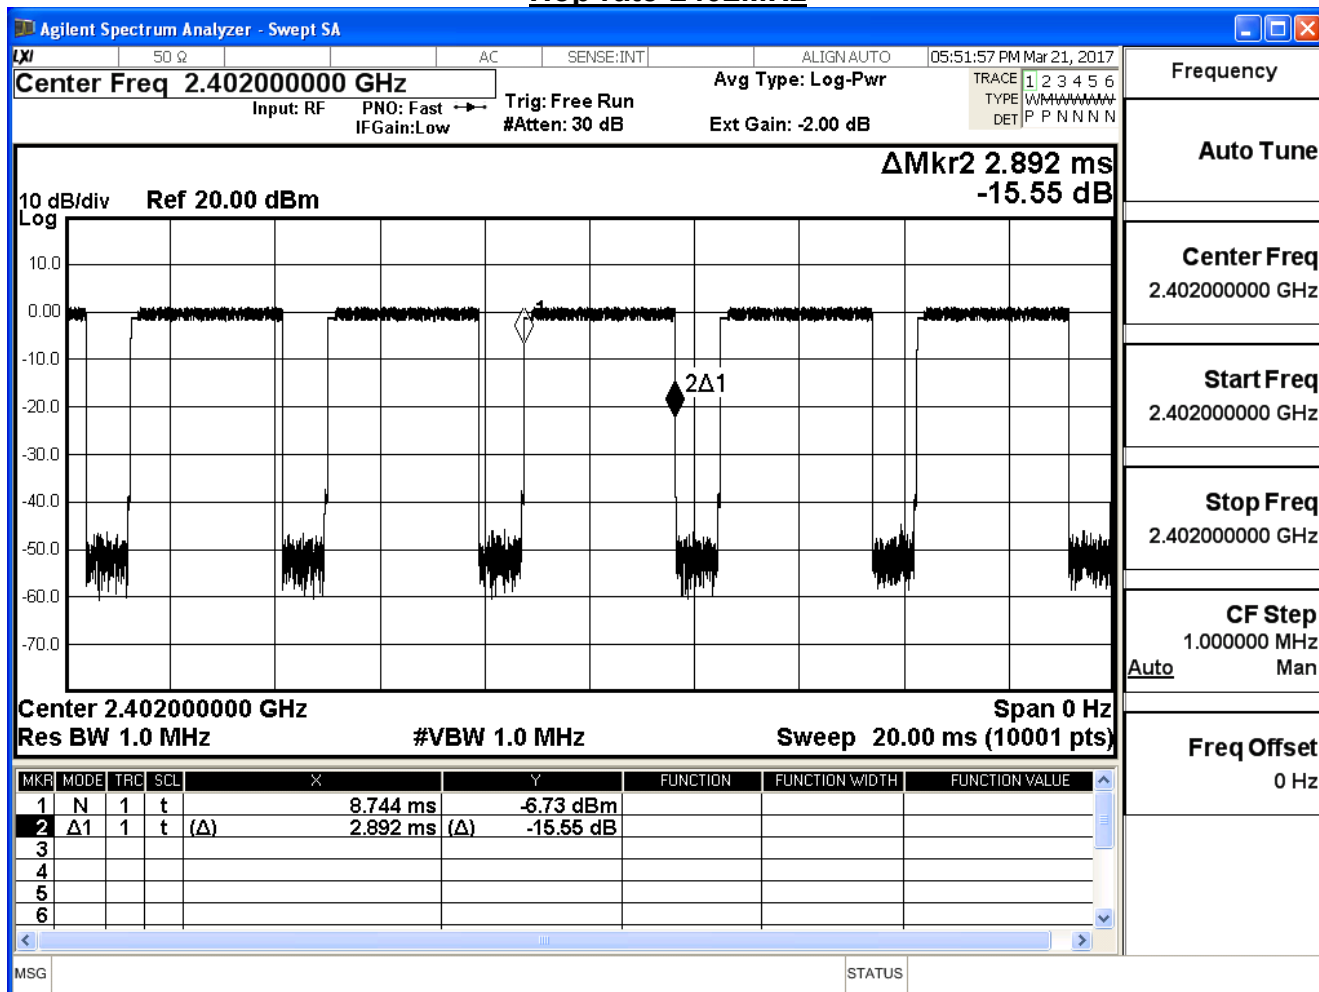 Agilent Spectrum Analyzer - Swept SA
LXI 50 Ω AC SENSE:INT ALIGN AUTO 05:51:57 PM Mar 21, 2017
Center Freq 2.402000000 GHz
Input: RF PNO: Fast IFGain:Low
Trig: Free Run
#Atten: 30 dB
Avg Type: Log-Pwr
Ext Gain: -2.00 dB
TRACE 1 2 3 4 5 6
TYPE
DET P P N N N N
ΔMkr2 2.892 ms
-15.55 dB
10 dB/div Ref 20.00 dBm
Log
10.0
0.00
-10.0
-20.0
-30.0
-40.0
-50.0
-60.0
-70.0
1
2Δ1
Center 2.402000000 GHz Span 0 Hz
Res BW 1.0 MHz #VBW 1.0 MHz Sweep 20.00 ms (10001 pts)
MKR MODE TRC SCL X Y FUNCTION FUNCTION WIDTH FUNCTION VALUE
1 N 1 t 8.744 ms -6.73 dBm
2 Δ1 1 t (Δ) 2.892 ms (Δ) -15.55 dB
3
4
5
6
MSG STATUS
Frequency
Auto Tune
Center Freq
2.402000000 GHz
Start Freq
2.402000000 GHz
Stop Freq
2.402000000 GHz
CF Step
1.000000 MHz
Auto Man
Freq Offset
0 Hz